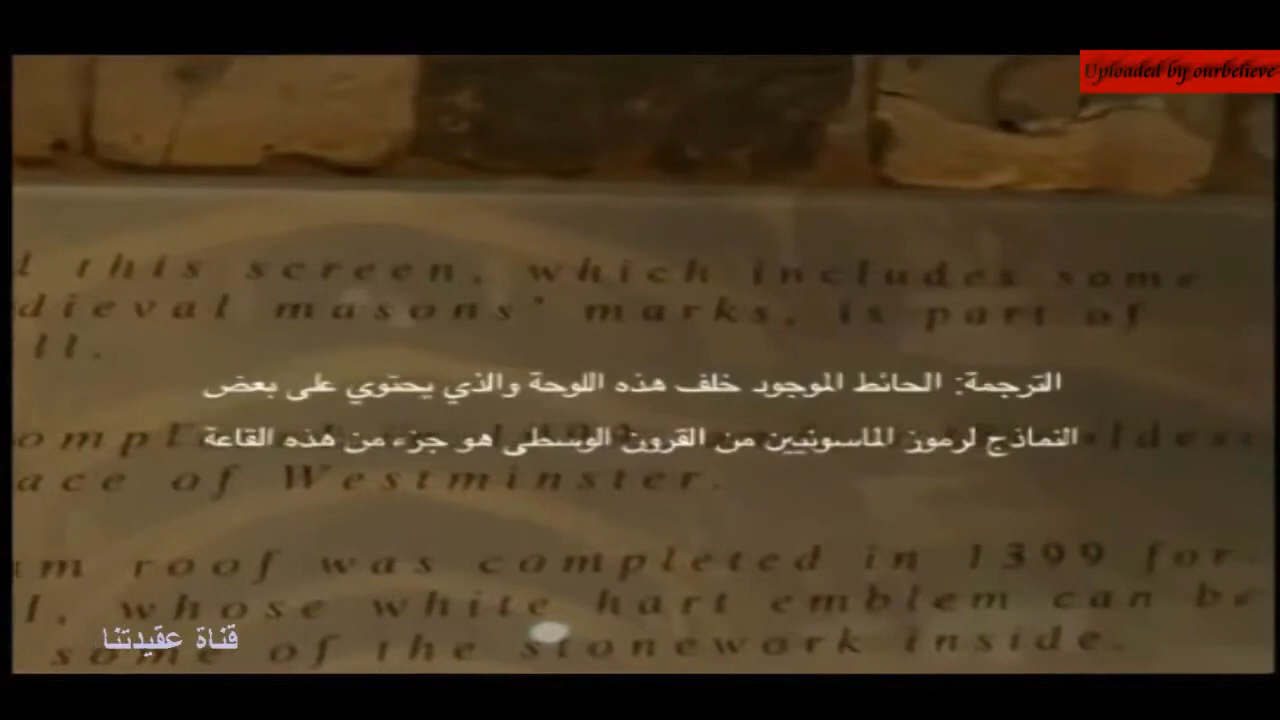 Uploaded by ourbelieve
this screen, which includes some
dieval masons' marks, is part of
ll.
الترجمة: الحائط الموجود خلف هذه اللوحة والذي يحتوي على بعض
النماذج لرموز الماسونيين من القرون الوسطى هو جزء من هذه القاعة
ace of Westminster.
roof was completed in 1399 for
whose white hart emblem can be
some of the stonework inside.
قناة عقيدتنا